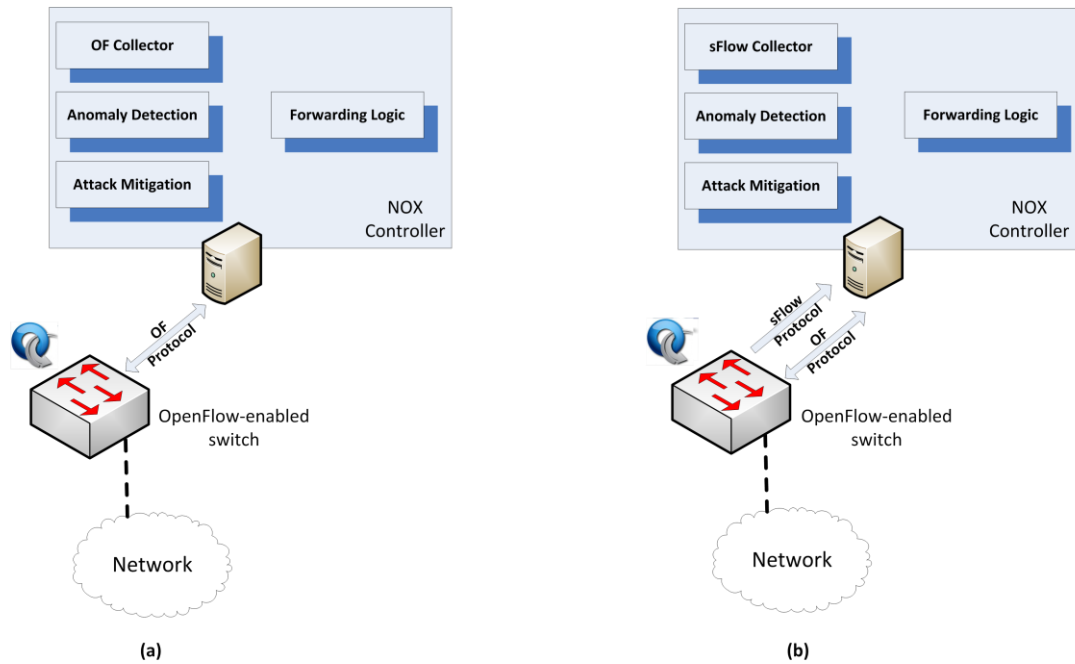 OF Collector
Anomaly Detection
Attack Mitigation
Forwarding Logic
NOX
Controller
OF
Protocol
OpenFlow-enabled
switch
Network
(a)
sFlow Collector
Anomaly Detection
Attack Mitigation
Forwarding Logic
NOX
Controller
sFlow
Protocol
OF
Protocol
OpenFlow-enabled
switch
Network
(b)